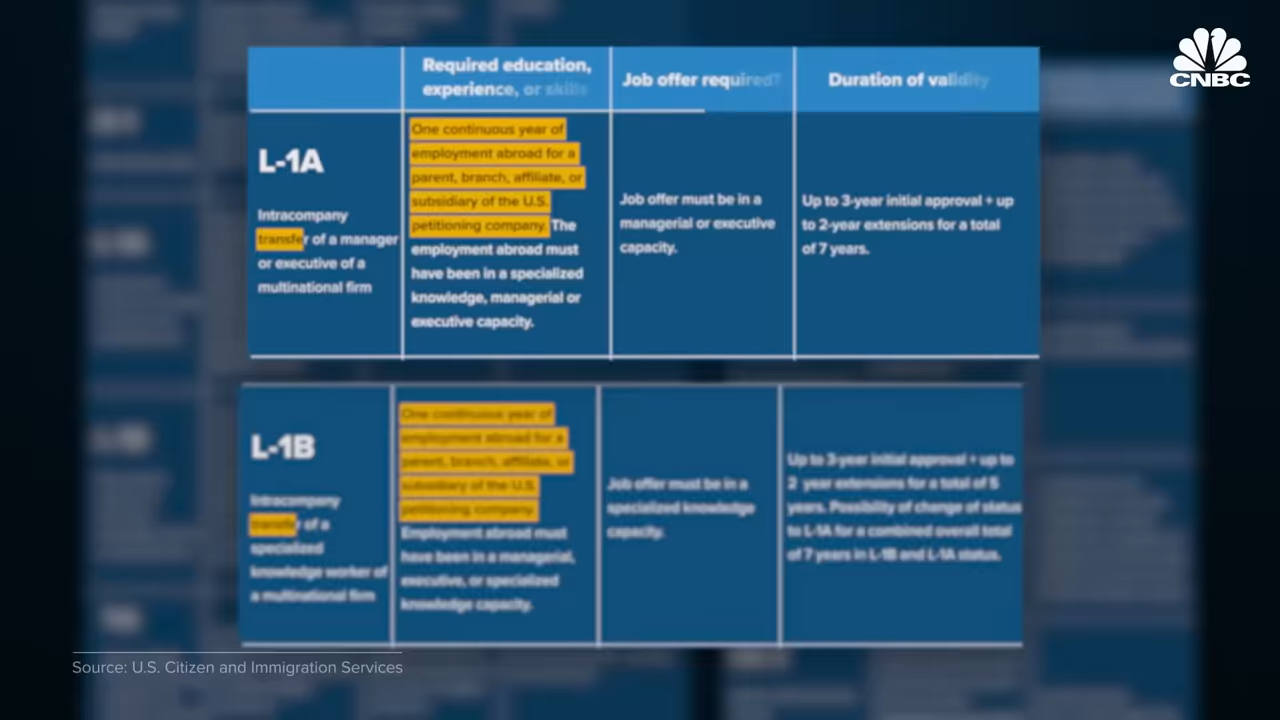 CNBC
Required education,
experience, or skills
Job offer required?
Duration of validity
L-1A
Intracompany
transfer of a manager
or executive of a
multinational firm
One continuous year of
employment abroad for a
parent, branch, affiliate, or
subsidiary of the U.S.
petitioning company. The
employment abroad must
have been in a specialized
knowledge, managerial or
executive capacity.
Job offer must be in a
managerial or executive
capacity.
Up to 3-year initial approval + up
to 2-year extensions for a total
of 7 years.
L-1B
Intracompany
transfer of a
specialized
knowledge worker of
a multinational firm
One continuous year of
employment abroad for a
parent, branch, affiliate, or
subsidiary of the U.S.
petitioning company.
Employment abroad must
have been in a managerial,
executive, or specialized
knowledge capacity.
Job offer must be in a
specialized knowledge
capacity.
Up to 3-year initial approval + up to
2 year extensions for a total of 5
years. Possibility of change of status
to L-1A for a combined overall total
of 7 years in L-1B and L-1A status.
Source: U.S. Citizen and Immigration Services